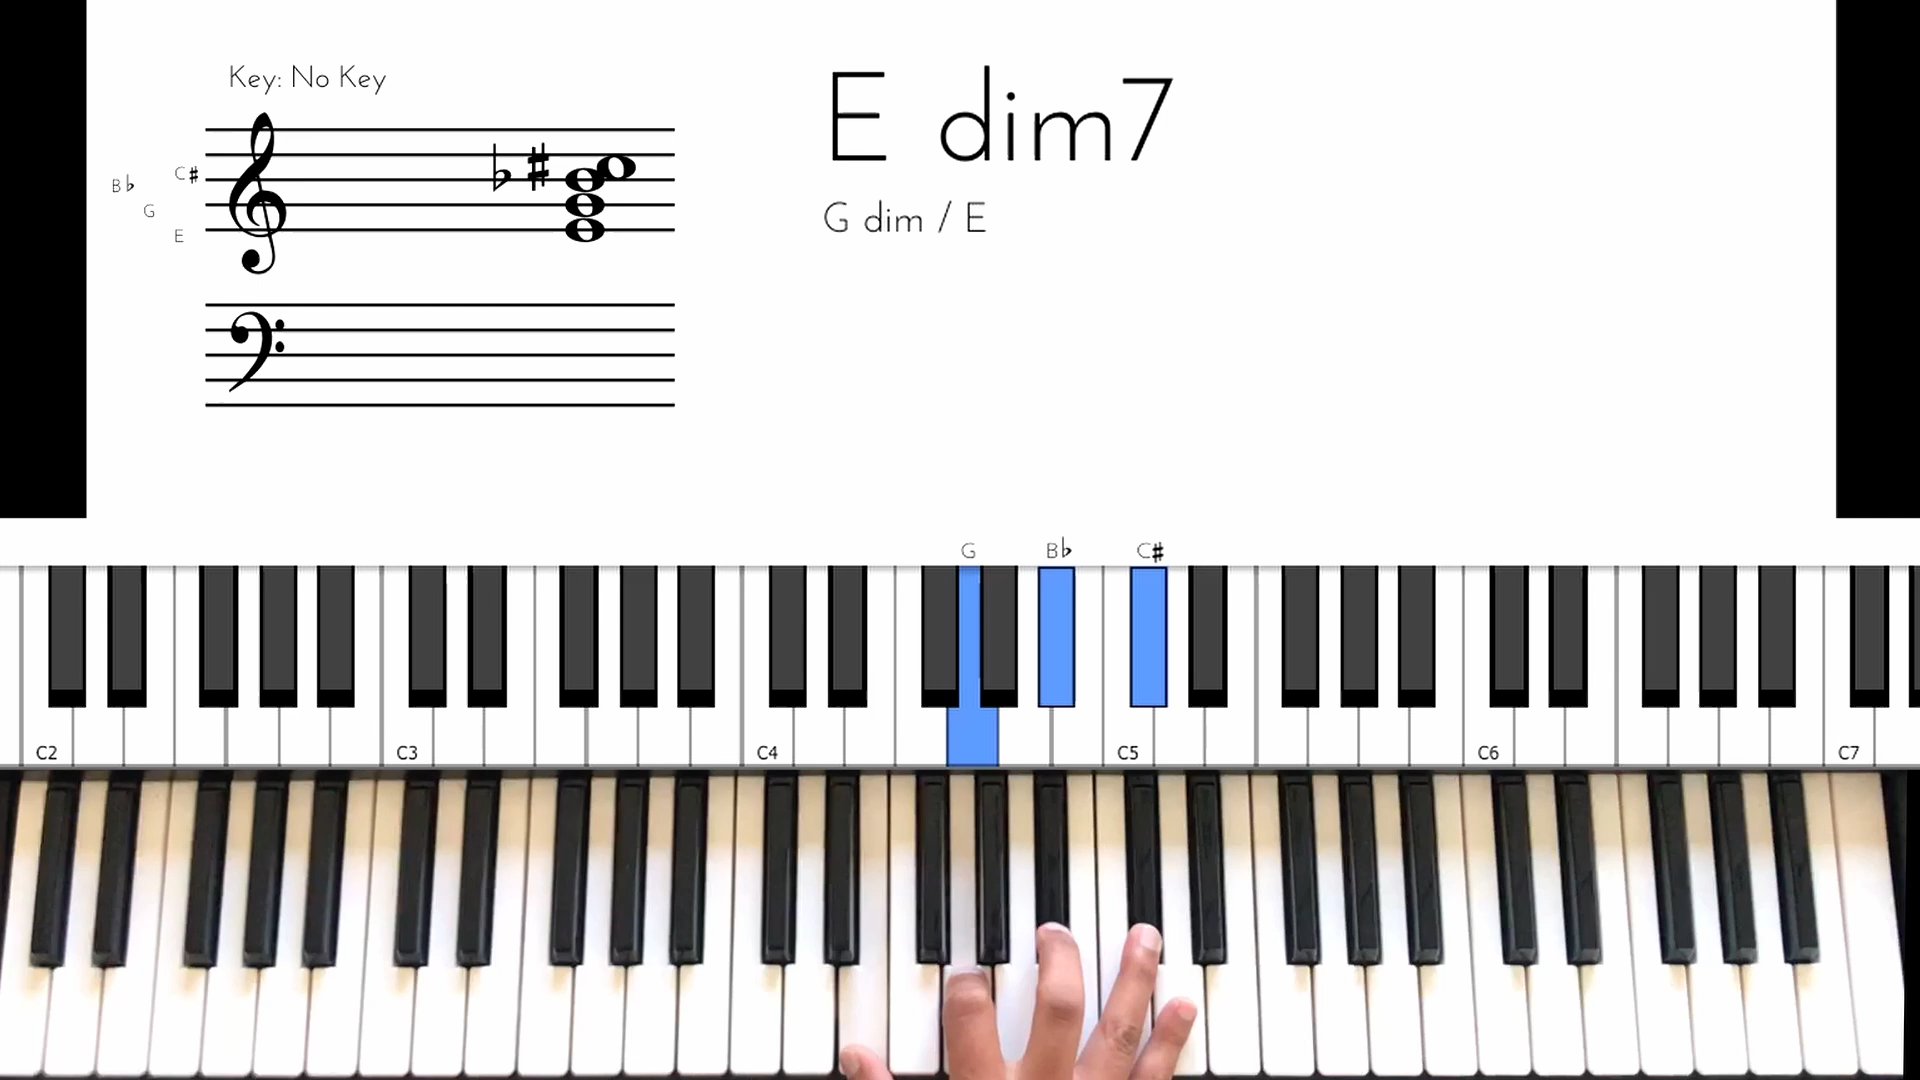 Key: No Key
E dim7
G dim / E
C♯
B♭
G
E
G B♭ C♯
C2 C3 C4 C5 C6 C7